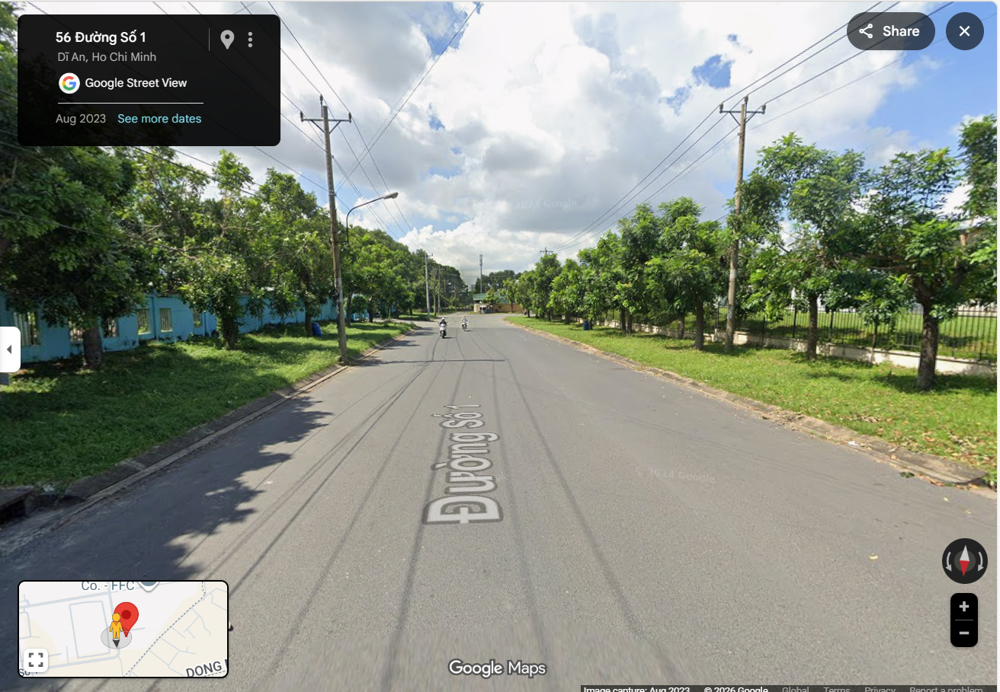 56 Đường Số 1
Dĩ An, Ho Chi Minh
Google Street View
Aug 2023 See more dates
Share
© 2024 Google
Đường Số 1
© 2024 Google
Co. - FFC
DONG
Google Maps
Image capture: Aug 2023 © 2026 Google Global Terms Privacy Report a problem